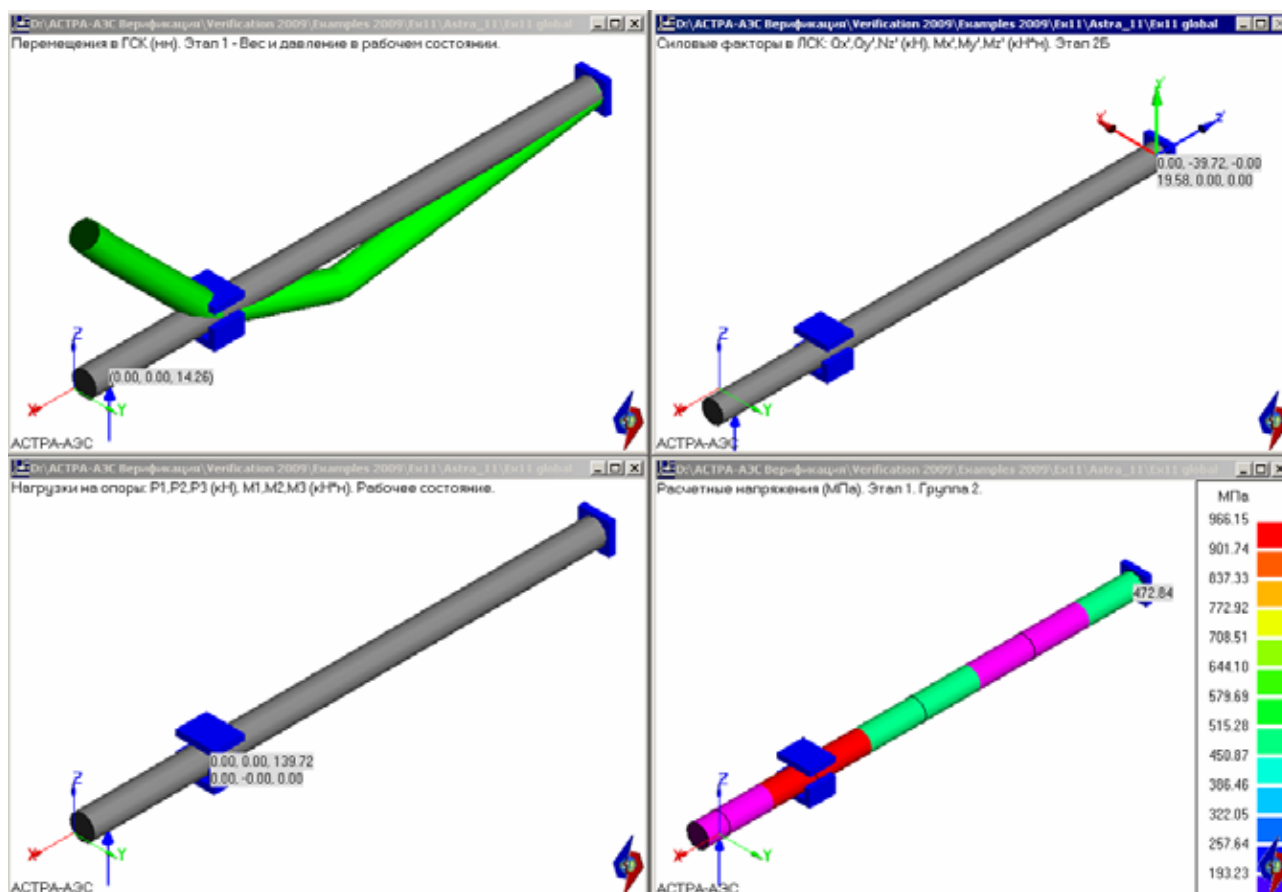 D:\АСТРА-АЭС Верификация\Verification 2009\Examples 2009\Ex11\Astra_11\Ex11 global
Перемещения в ГСК (мм). Этап 1 - Вес и давление в рабочем состоянии.
(0.00, 0.00, 14.26)
Z
X
Y
АСТРА-АЭС
D:\АСТРА-АЭС Верификация\Verification 2009\Examples 2009\Ex11\Astra_11\Ex11 global
Силовые факторы в ЛСК: Qx',Qy',Nz' (кН). Mx',My',Mz' (кН*м). Этап 2Б
Y'
X'
Z'
0.00, -39.72, -0.00
19.58, 0.00, 0.00
Z
X
Y
АСТРА-АЭС
D:\АСТРА-АЭС Верификация\Verification 2009\Examples 2009\Ex11\Astra_11\Ex11 global
Нагрузки на опоры: P1,P2,P3 (кН). M1,M2,M3 (кН*м). Рабочее состояние.
0.00, 0.00, 139.72
0.00, -0.00, 0.00
Z
X
Y
АСТРА-АЭС
D:\АСТРА-АЭС Верификация\Verification 2009\Examples 2009\Ex11\Astra_11\Ex11 global
Расчетные напряжения (МПа). Этап 1. Группа 2.
472.84
Z
X
Y
АСТРА-АЭС
МПа
966.15
901.74
837.33
772.92
708.51
644.10
579.69
515.28
450.87
386.46
322.05
257.64
193.23